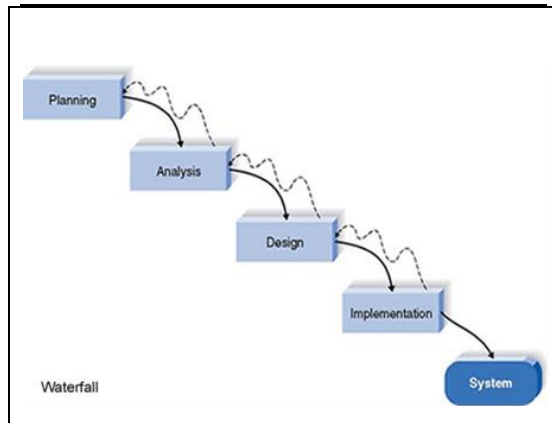 Planning
Analysis
Design
Implementation
System
Waterfall